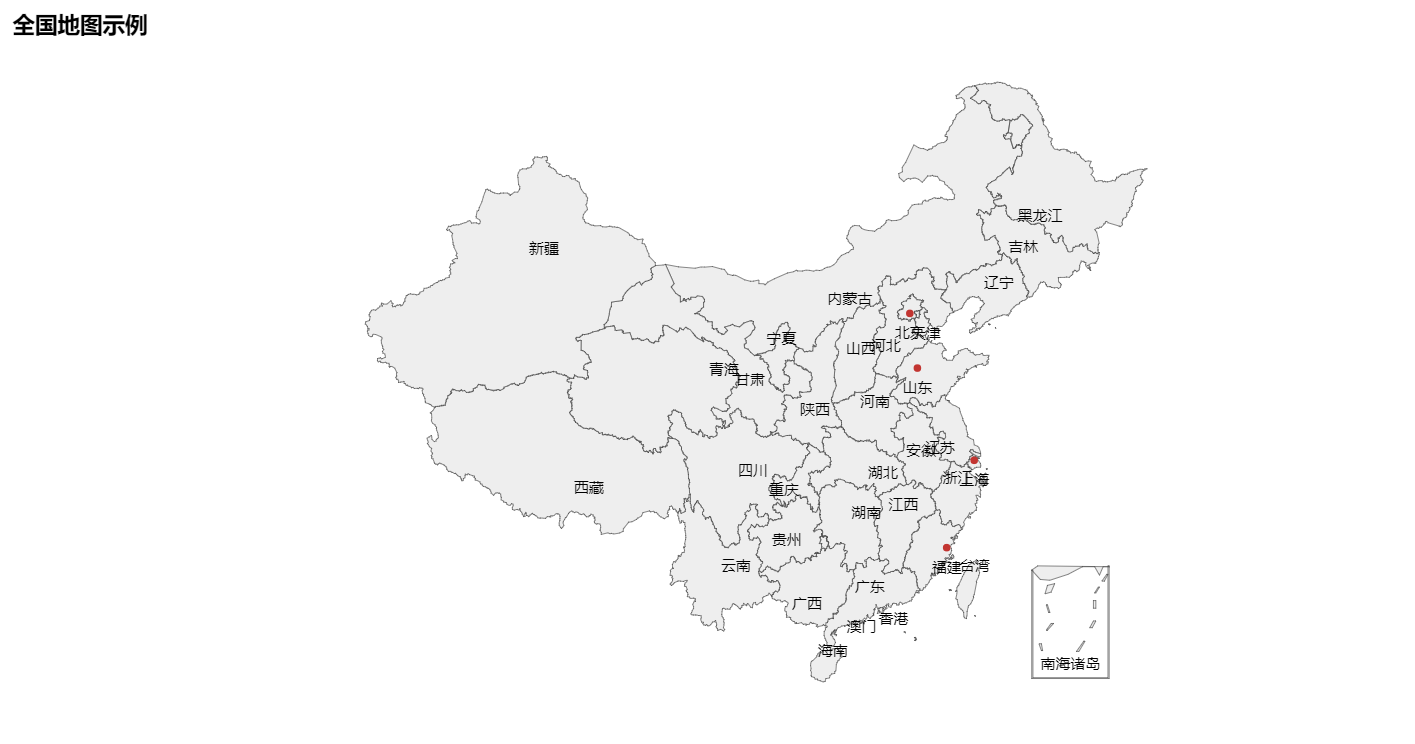 全国地图示例
黑龙江
吉林
新疆
辽宁
内蒙古
北京
天津
宁夏
河北
山西
青海
甘肃
山东
河南
陕西
江苏
安徽
四川
湖北
浙江
上海
重庆
西藏
江西
湖南
贵州
云南
福建
台湾
广东
广西
香港
澳门
海南
南海诸岛